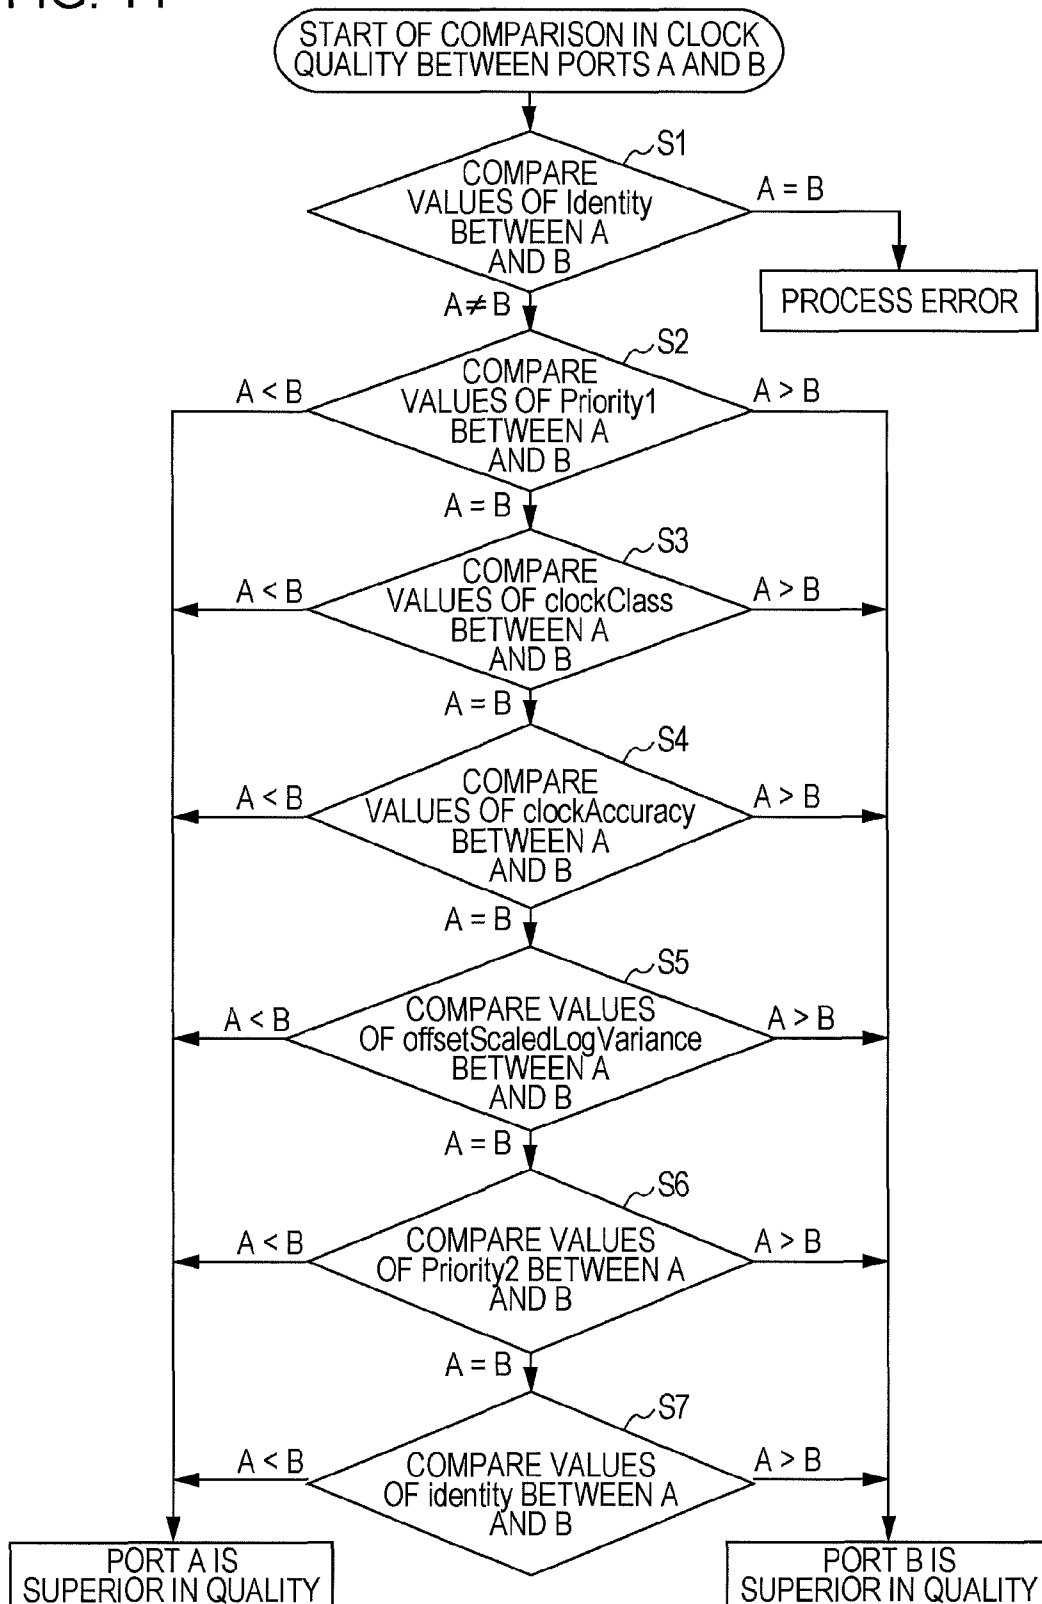 START OF COMPARISON IN CLOCK
QUALITY BETWEEN PORTS A AND B
S1
COMPARE
VALUES OF Identity
BETWEEN A
AND B
A = B
PROCESS ERROR
A ≠ B
S2
COMPARE
VALUES OF Priority1
BETWEEN A
AND B
A < B
A > B
A = B
S3
COMPARE
VALUES OF clockClass
BETWEEN A
AND B
A < B
A > B
A = B
S4
COMPARE
VALUES OF clockAccuracy
BETWEEN A
AND B
A < B
A > B
A = B
S5
COMPARE VALUES
OF offsetScaledLogVariance
BETWEEN A
AND B
A < B
A > B
A = B
S6
COMPARE VALUES
OF Priority2 BETWEEN A
AND B
A < B
A > B
A = B
S7
COMPARE VALUES
OF identity BETWEEN A
AND B
A < B
A > B
PORT A IS
SUPERIOR IN QUALITY
PORT B IS
SUPERIOR IN QUALITY